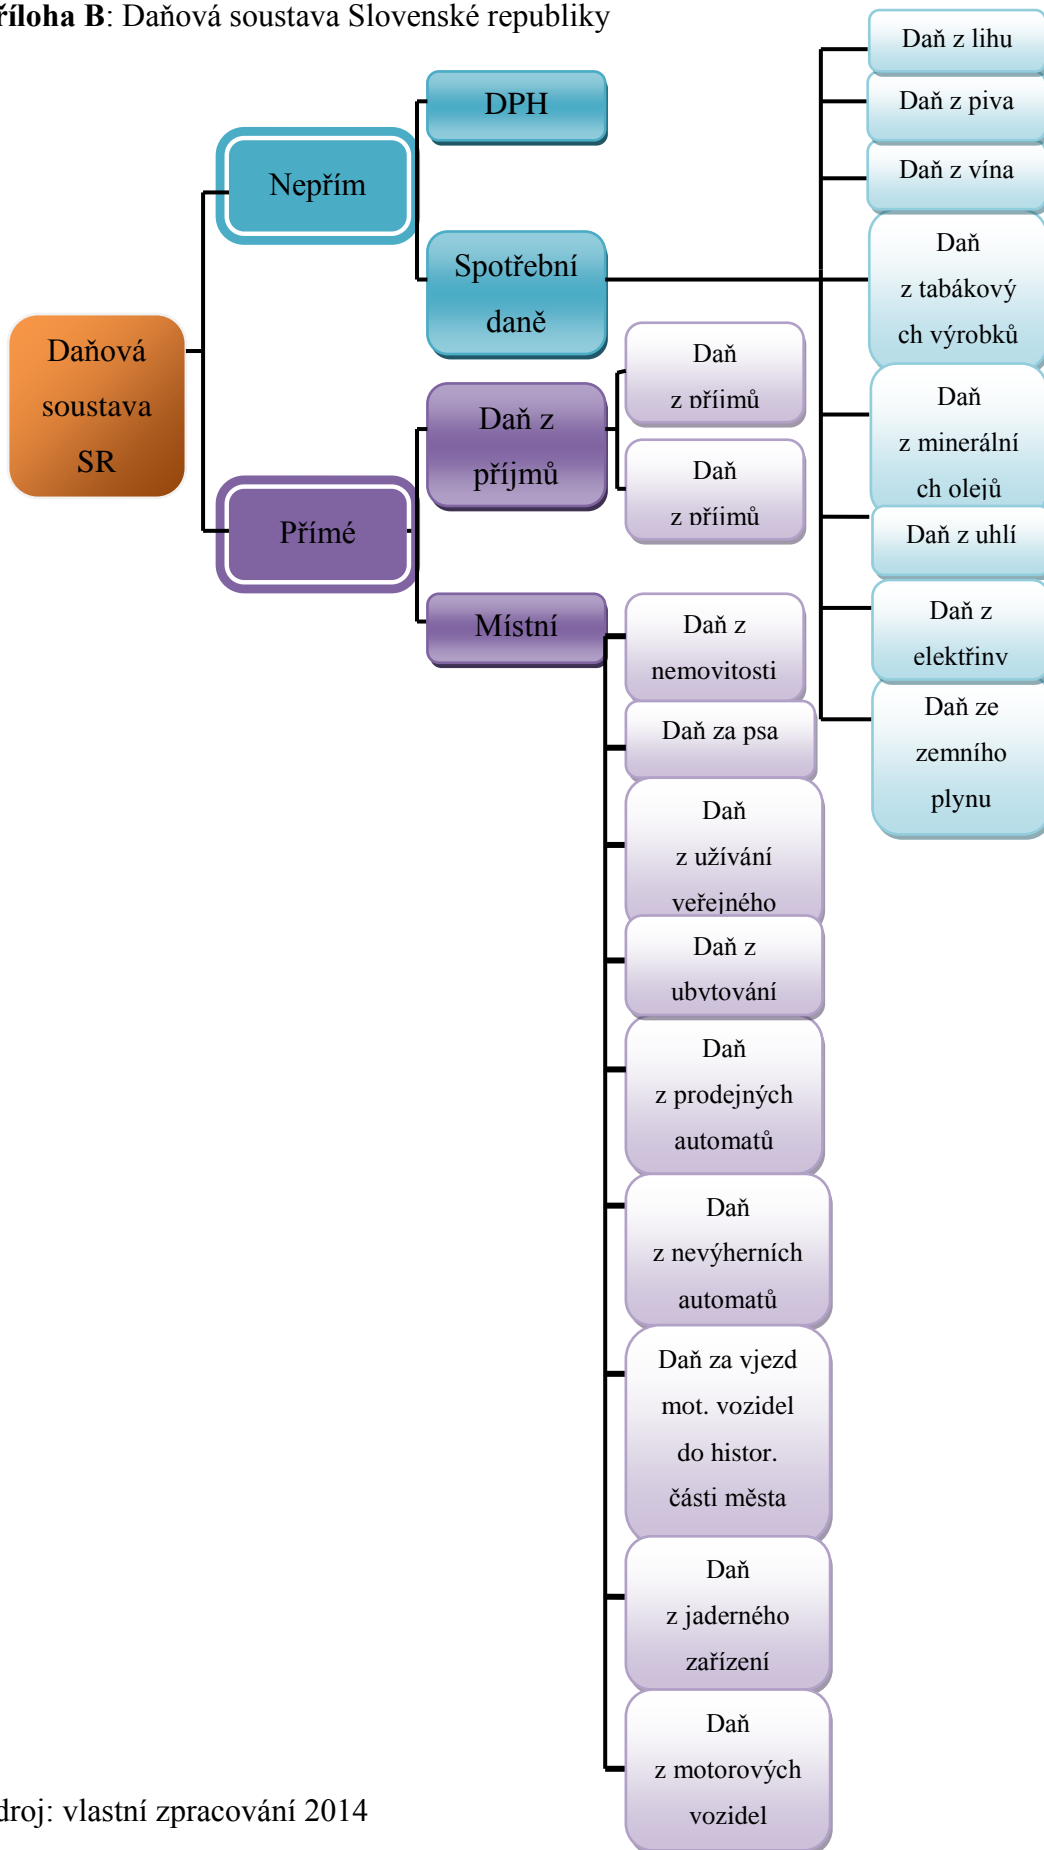 říloha B: Daňová soustava Slovenské republiky
Daňová
soustava
SR
Nepřím
DPH
Spotřební
daně
Daň z lihu
Daň z piva
Daň z vína
Daň
z tabákový
ch výrobků
Daň
z minerální
ch olejů
Daň z uhlí
Daň z
elektřiny
Daň ze
zemního
plynu
Přímé
Daň z
příjmů
Daň
z příjmů
Daň
z příjmů
Místní
Daň z
nemovitosti
Daň za psa
Daň
z užívání
veřejného
Daň z
ubytování
Daň
z prodejných
automatů
Daň
z nevýherních
automatů
Daň za vjezd
mot. vozidel
do histor.
části města
Daň
z jaderného
zařízení
Daň
z motorových
vozidel
droj: vlastní zpracování 2014